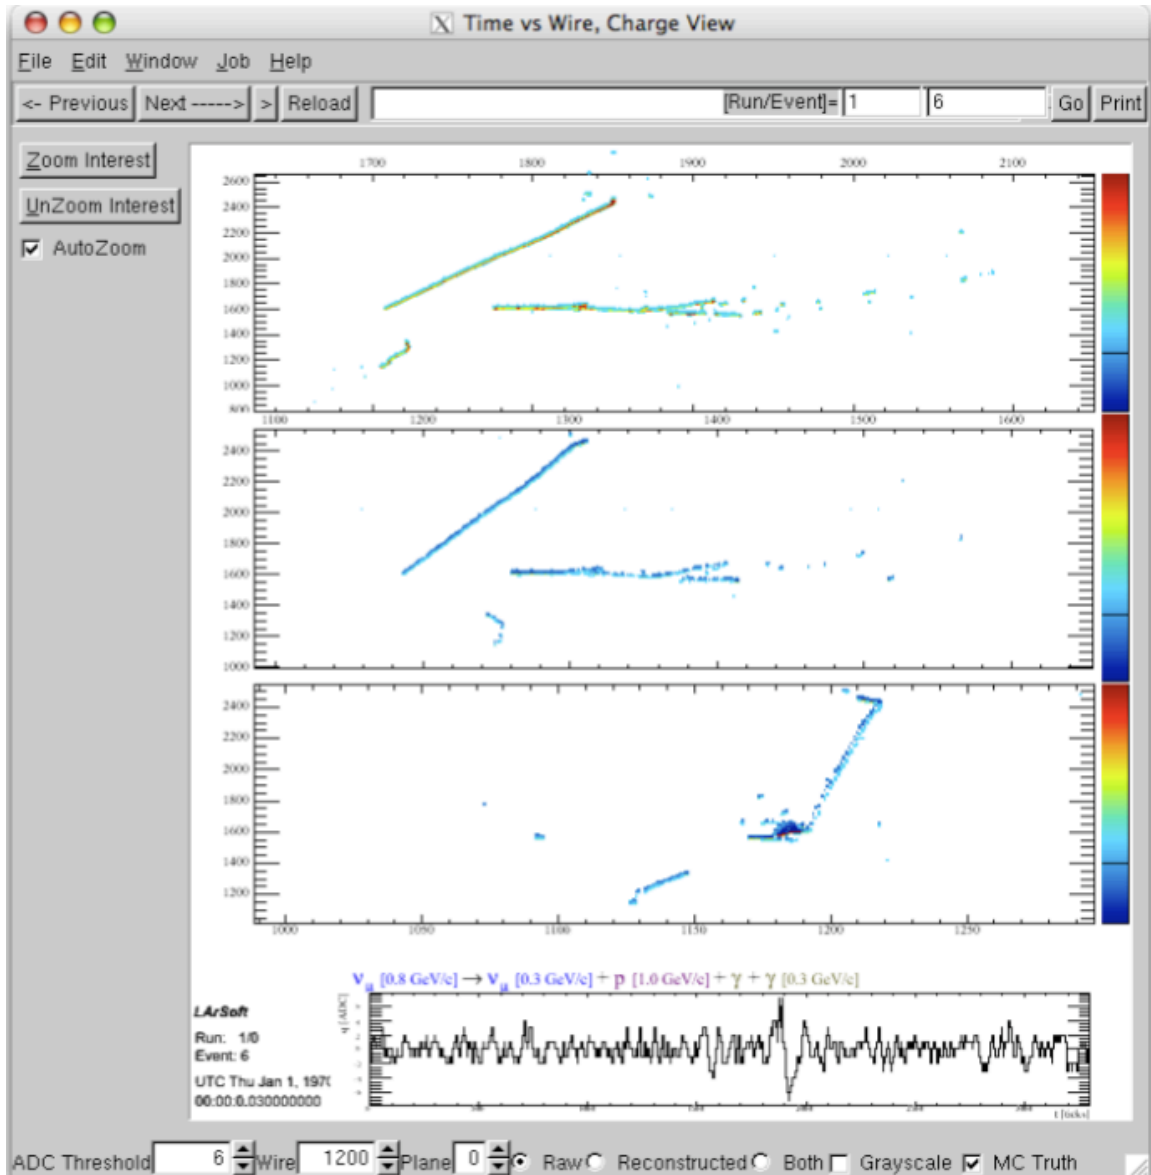 Time vs Wire, Charge View
File Edit Window Job Help
<- Previous Next -----> > Reload [Run/Event]= 1 6 Go Print
Zoom Interest
UnZoom Interest
AutoZoom
1700 1800 1900 2000 2100
2600
2400
2200
2000
1800
1600
1400
1200
1000
800
1100 1200 1300 1400 1500 1600
2400
2200
2000
1800
1600
1400
1200
1000
2400
2200
2000
1800
1600
1400
1200
1000 1050 1100 1150 1200 1250
νμ [0.8 GeV/c] → νμ [0.3 GeV/c] + p [1.0 GeV/c] + γ + γ [0.3 GeV/c]
q [ADC]
LArSoft
Run: 1/0
Event: 6
UTC Thu Jan 1, 197
00:00:0.030000000
t [ticks]
ADC Threshold 6 Wire 1200 Plane 0 Raw Reconstructed Both Grayscale MC Truth